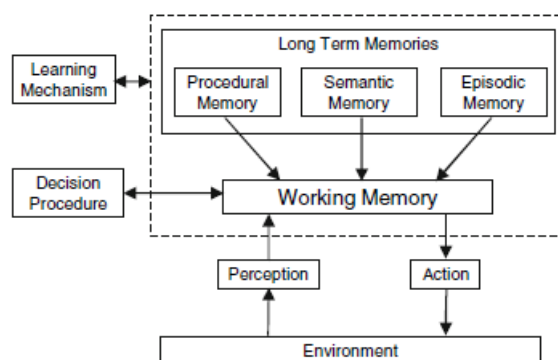 Long Term Memories
Learning
Mechanism
Procedural
Memory
Semantic
Memory
Episodic
Memory
Decision
Procedure
Working Memory
Perception
Action
Environment